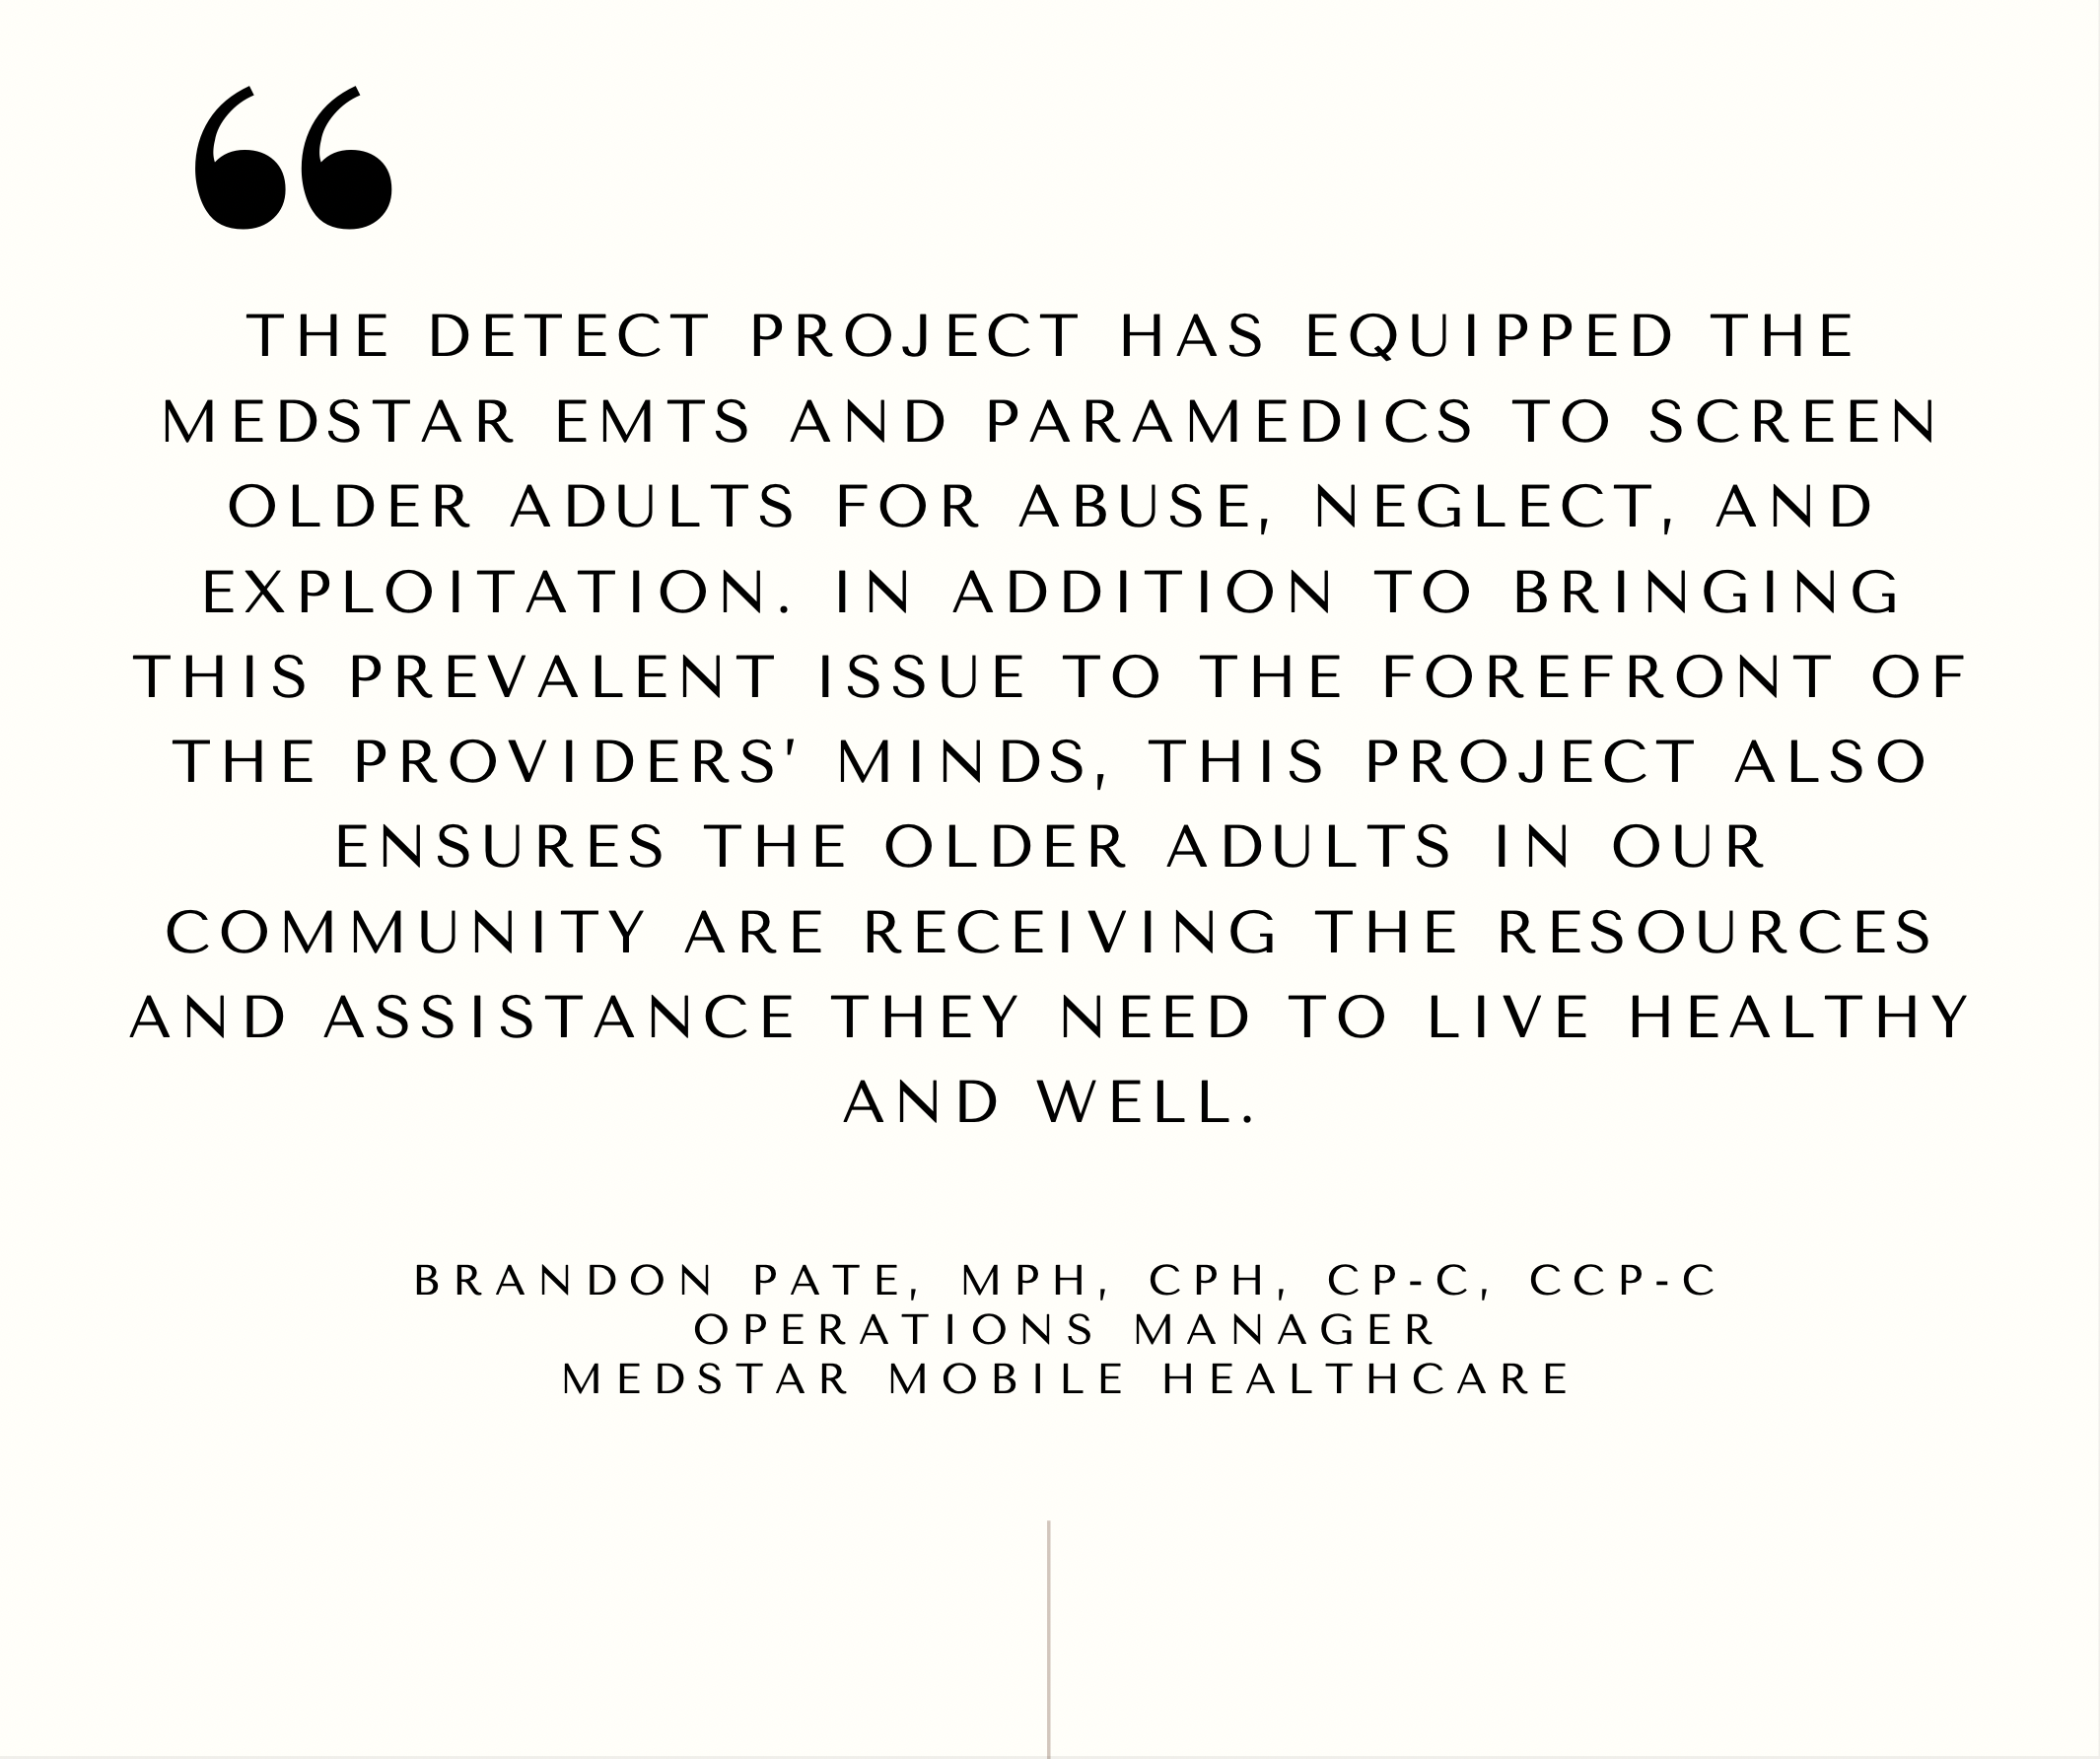 “
THE DETECT PROJECT HAS EQUIPPED THE
MEDSTAR EMTS AND PARAMEDICS TO SCREEN
OLDER ADULTS FOR ABUSE, NEGLECT, AND
EXPLOITATION. IN ADDITION TO BRINGING
THIS PREVALENT ISSUE TO THE FOREFRONT OF
THE PROVIDERS' MINDS, THIS PROJECT ALSO
ENSURES THE OLDER ADULTS IN OUR
COMMUNITY ARE RECEIVING THE RESOURCES
AND ASSISTANCE THEY NEED TO LIVE HEALTHY
AND WELL.
BRANDON PATE, MPH, CPH, CP-C, CCP-C
OPERATIONS MANAGER
MEDSTAR MOBILE HEALTHCARE